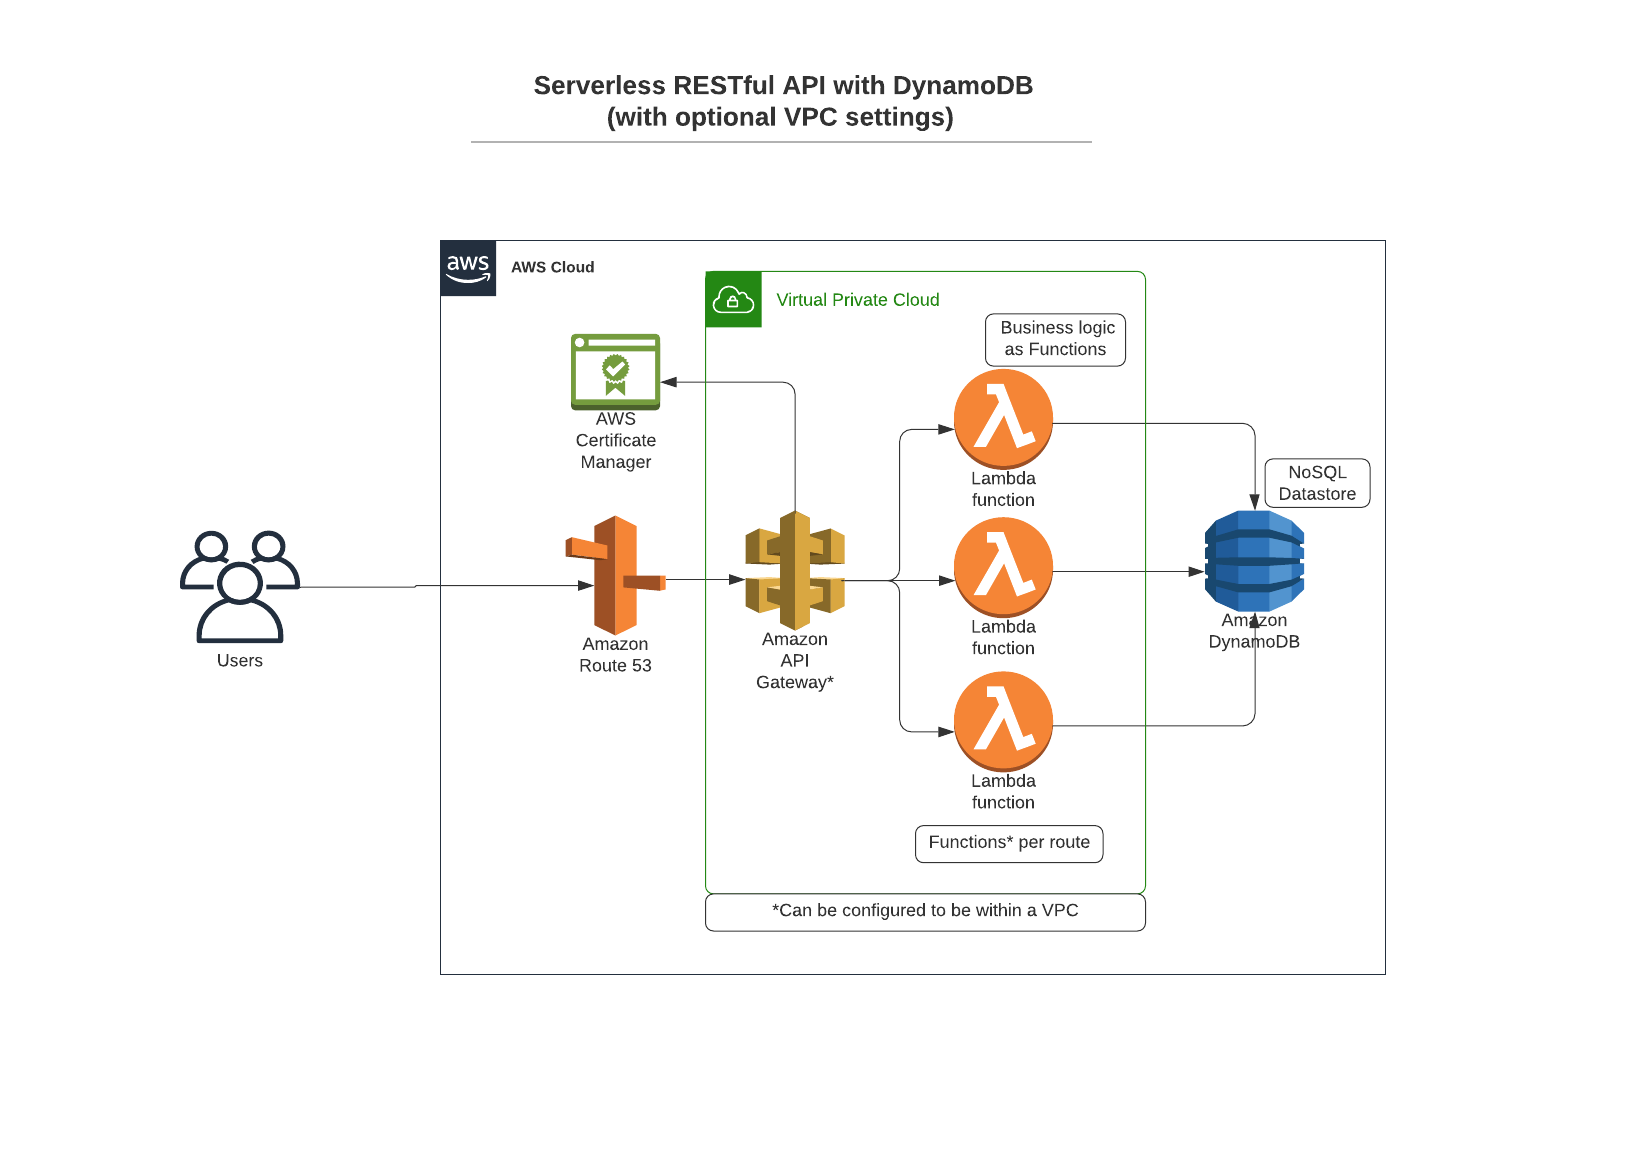 Serverless RESTful API with DynamoDB
(with optional VPC settings)
aws
AWS Cloud
Virtual Private Cloud
Business logic
as Functions
AWS
Certificate
Manager
Lambda
function
NoSQL
Datastore
Users
Amazon
Route 53
Amazon
API
Gateway*
Lambda
function
Amazon
DynamoDB
Lambda
function
Functions* per route
*Can be configured to be within a VPC